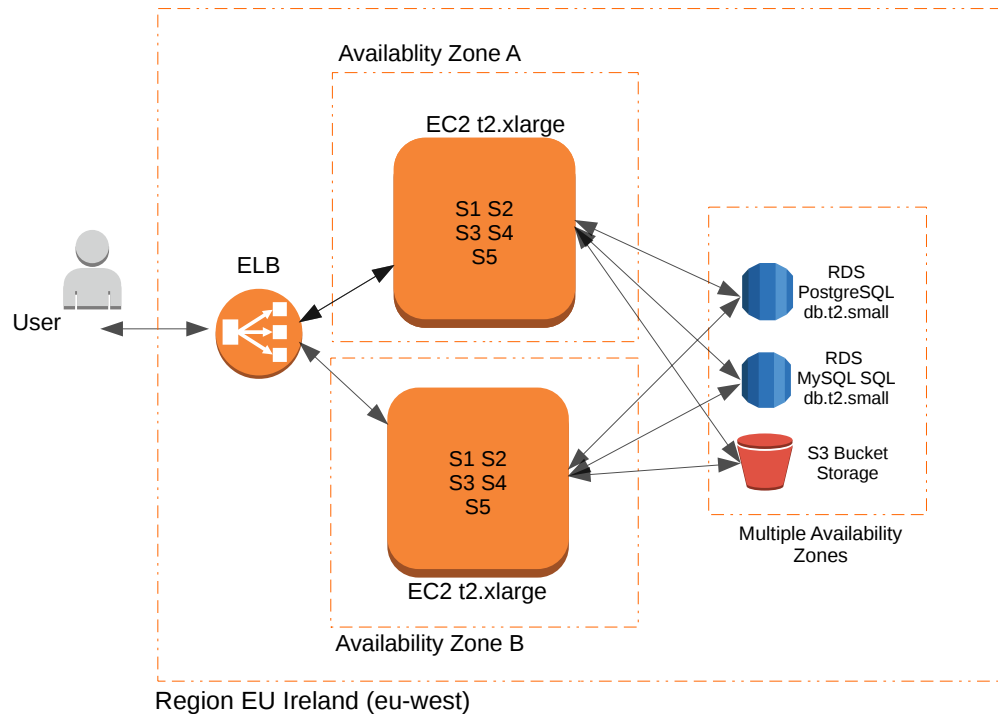 Availablity Zone A
EC2 t2.xlarge
S1 S2
S3 S4
S5
ELB
User
RDS
PostgreSQL
db.t2.small
RDS
MySQL SQL
db.t2.small
S3 Bucket
Storage
Multiple Availability
Zones
S1 S2
S3 S4
S5
EC2 t2.xlarge
Availability Zone B
Region EU Ireland (eu-west)